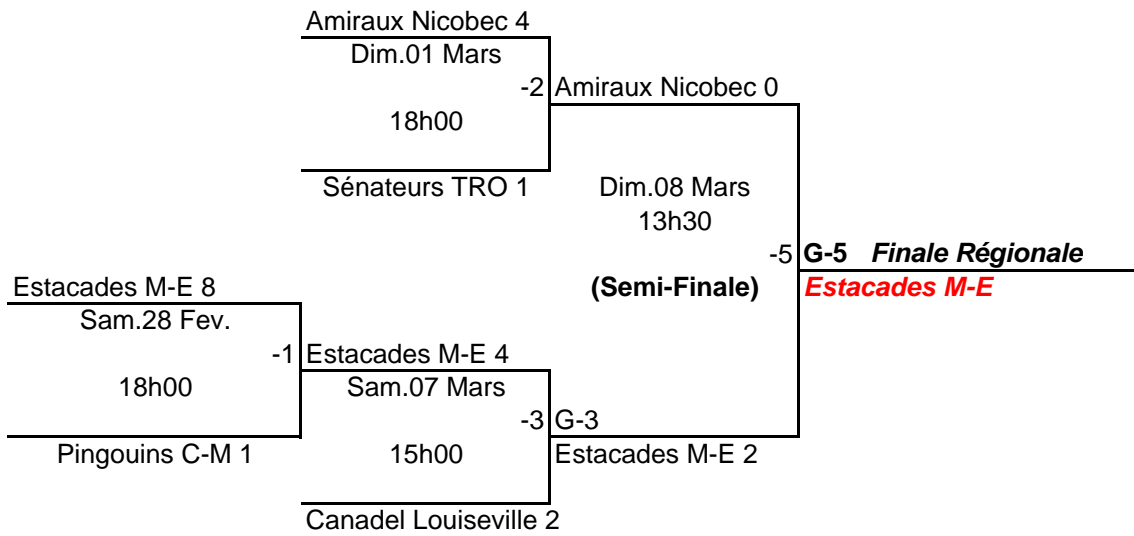 Amiraux Nicobec 4
Dim.01 Mars
-2 Amiraux Nicobec 0
18h00
Sénateurs TRO 1 Dim.08 Mars
13h30
-5 G-5 Finale Régionale
Estacades M-E 8 (Semi-Finale) Estacades M-E
Sam.28 Fev.
-1 Estacades M-E 4
18h00 Sam.07 Mars
-3 G-3
Pingouins C-M 1 15h00 Estacades M-E 2
Canadel Louiseville 2